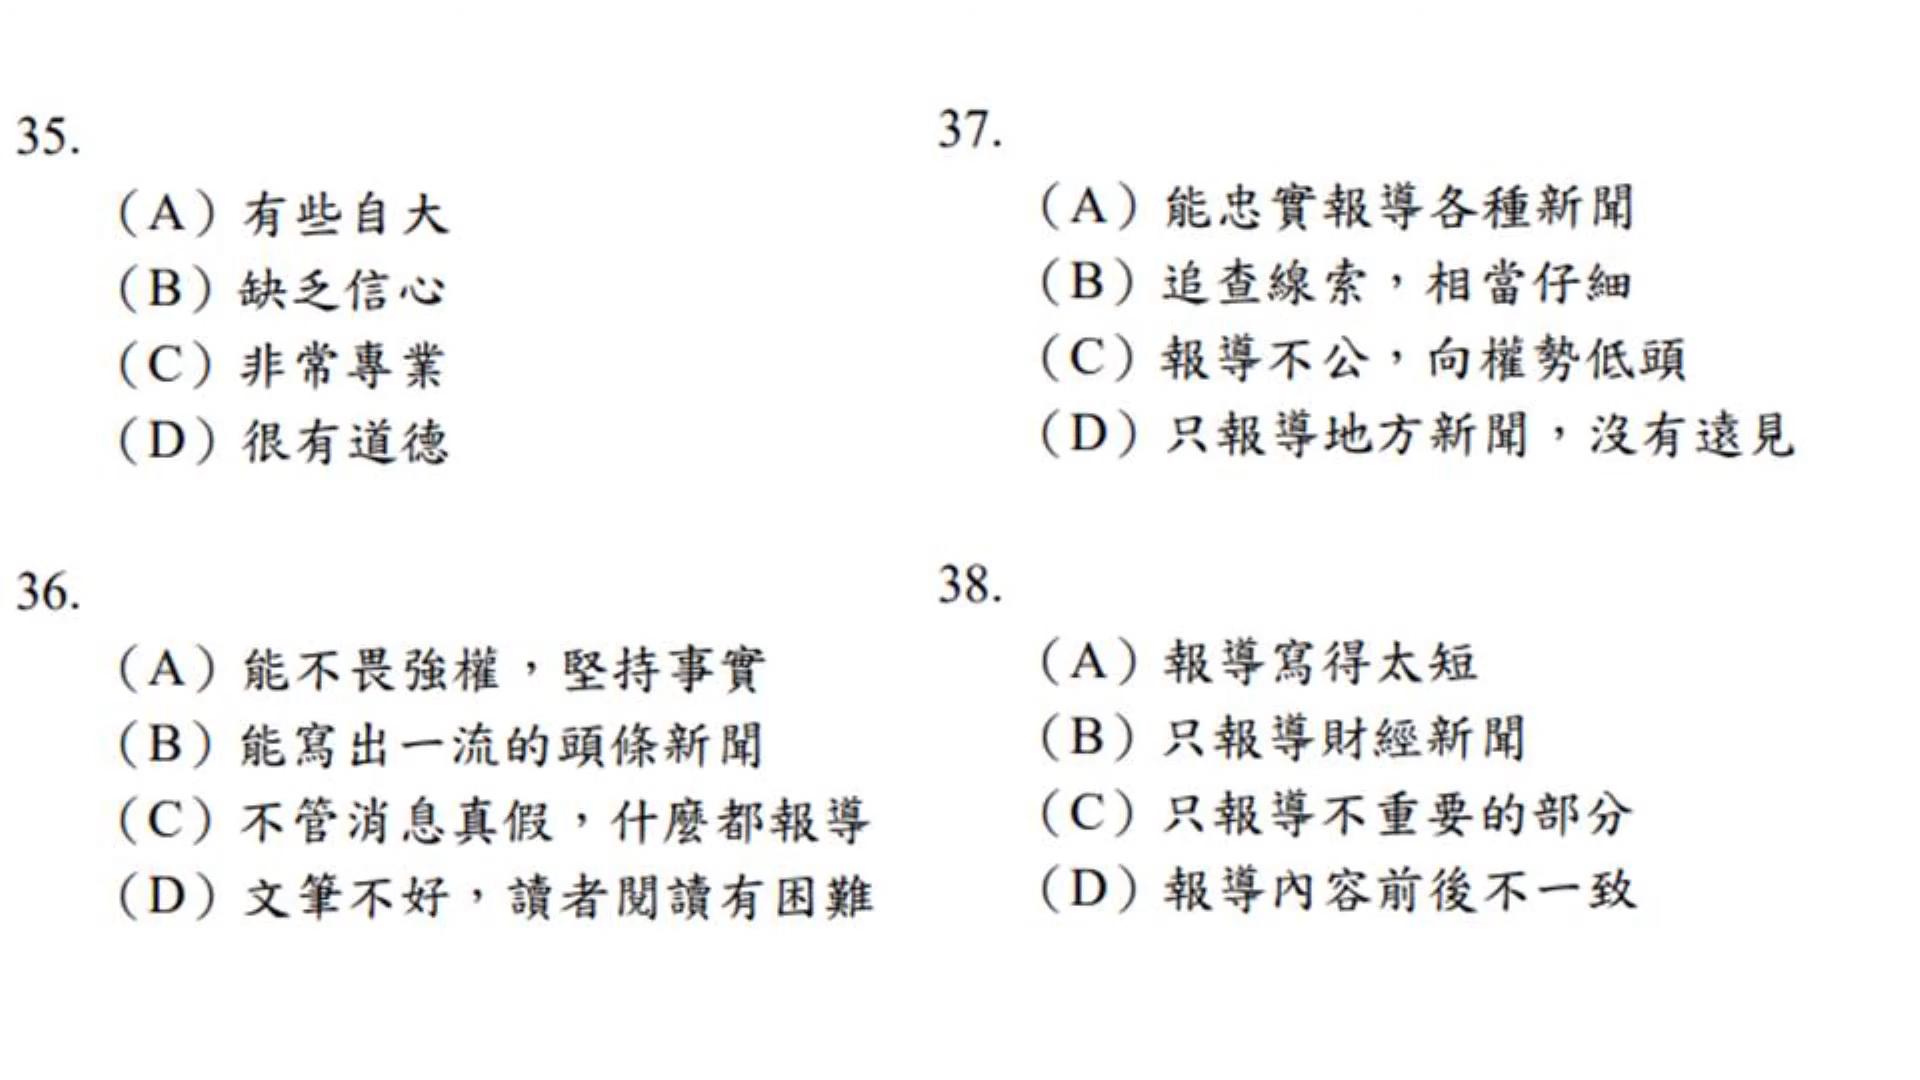 35.
（A）有些自大
（B）缺乏信心
（C）非常專業
（D）很有道德
36.
（A）能不畏強權，堅持事實
（B）能寫出一流的頭條新聞
（C）不管消息真假，什麼都報導
（D）文筆不好，讀者閱讀有困難
37.
（A）能忠實報導各種新聞
（B）追查線索，相當仔細
（C）報導不公，向權勢低頭
（D）只報導地方新聞，沒有遠見
38.
（A）報導寫得太短
（B）只報導財經新聞
（C）只報導不重要的部分
（D）報導內容前後不一致